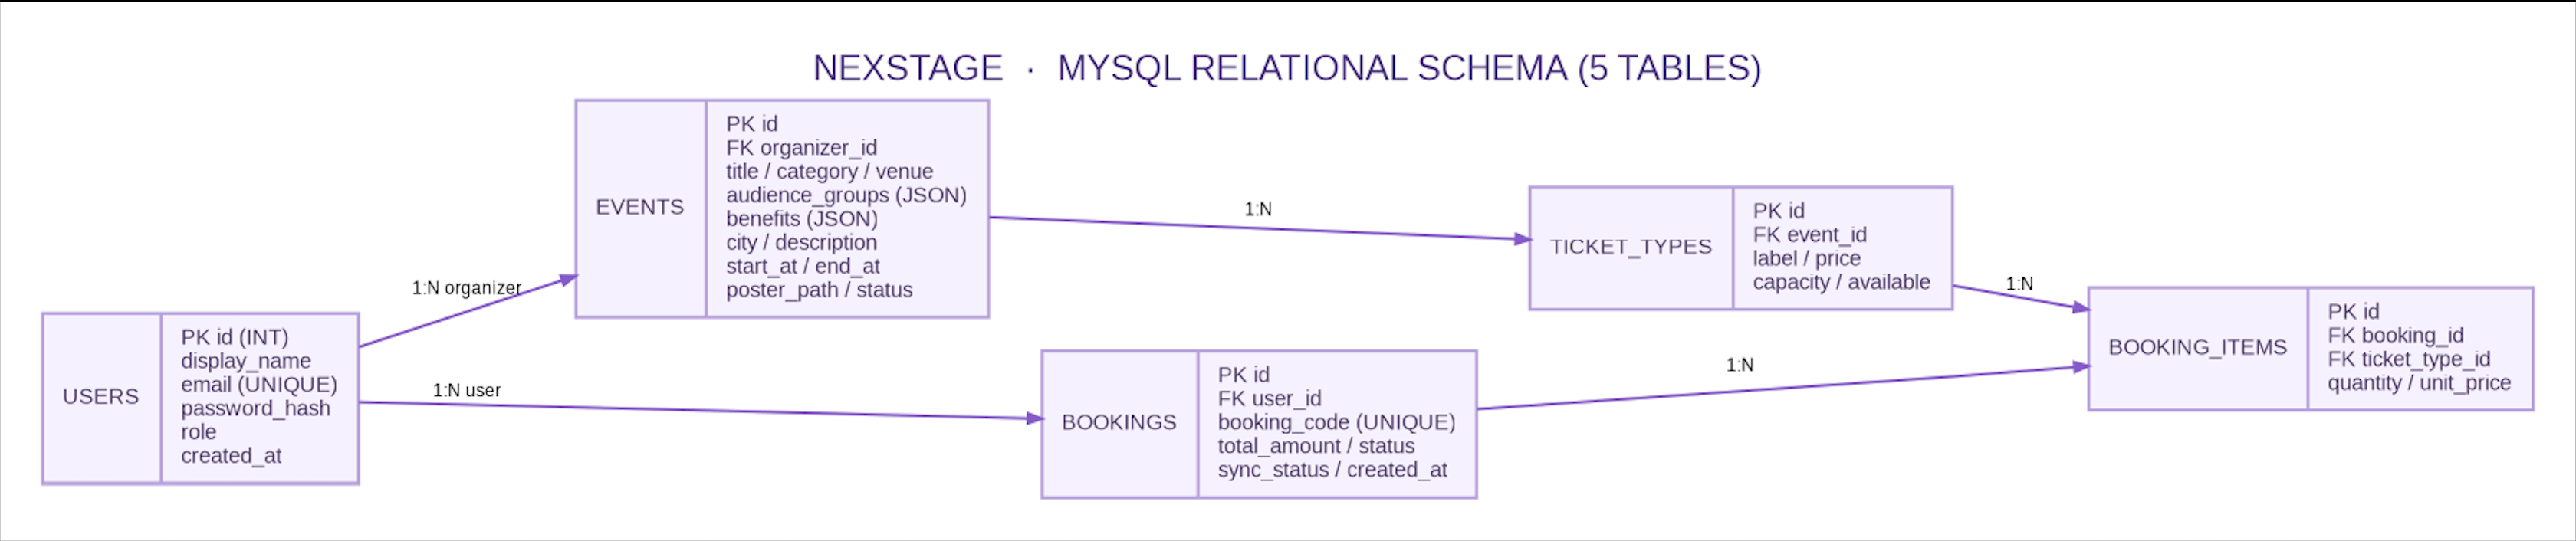 NEXSTAGE · MYSQL RELATIONAL SCHEMA (5 TABLES)
USERS
PK id (INT)
display_name
email (UNIQUE)
password_hash
role
created_at
1:N organizer
1:N user
EVENTS
PK id
FK organizer_id
title / category / venue
audience_groups (JSON)
benefits (JSON)
city / description
start_at / end_at
poster_path / status
1:N
BOOKINGS
PK id
FK user_id
booking_code (UNIQUE)
total_amount / status
sync_status / created_at
1:N
TICKET_TYPES
PK id
FK event_id
label / price
capacity / available
1:N
BOOKING_ITEMS
PK id
FK booking_id
FK ticket_type_id
quantity / unit_price